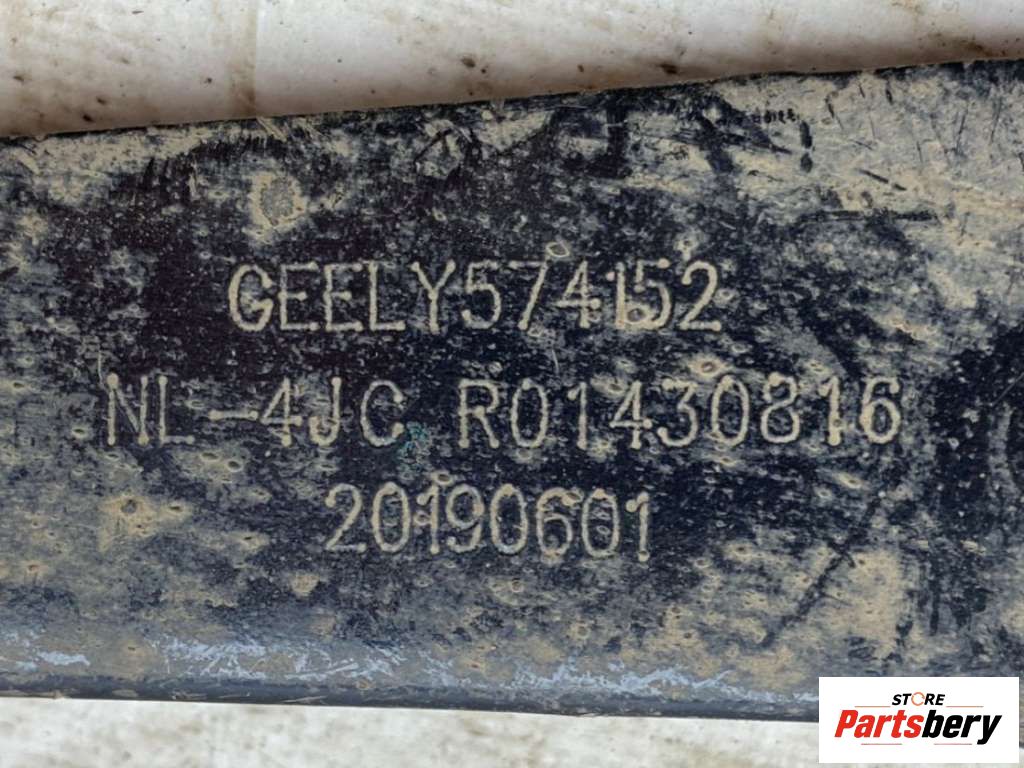 GEELY574152
NL-4JC R01430816
20190601
STORE
Partsbery